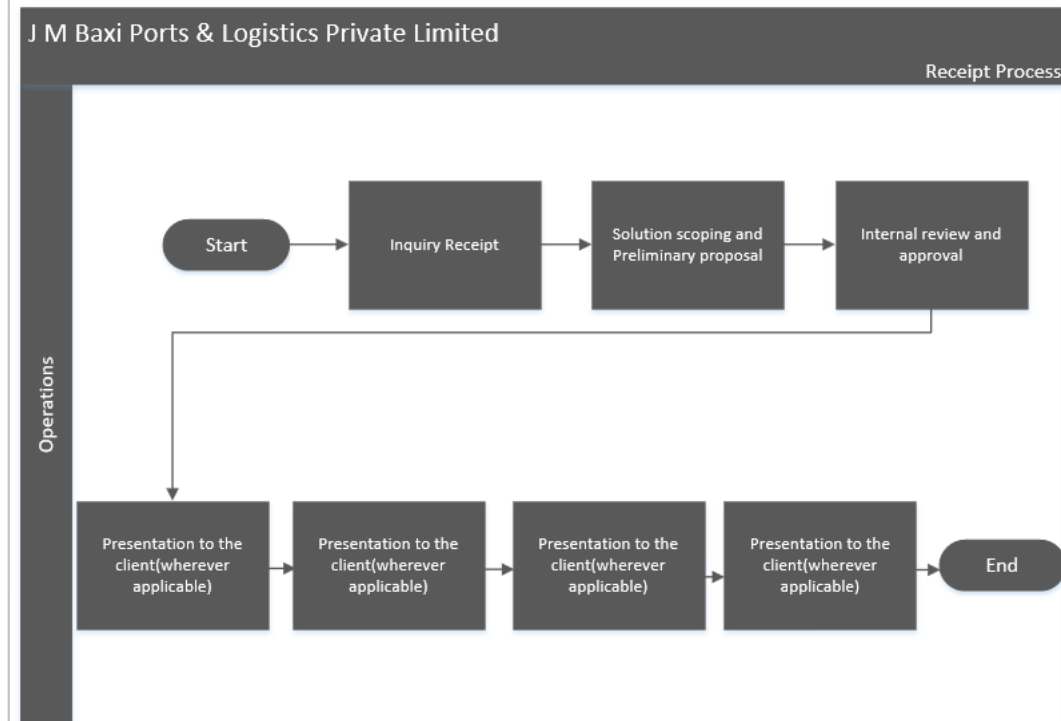 J M Baxi Ports & Logistics Private Limited
Receipt Process
Operations
Start
Inquiry Receipt
Solution scoping and
Preliminary proposal
Internal review and
approval
Presentation to the
client(wherever
applicable)
Presentation to the
client(wherever
applicable)
Presentation to the
client(wherever
applicable)
Presentation to the
client(wherever
applicable)
End